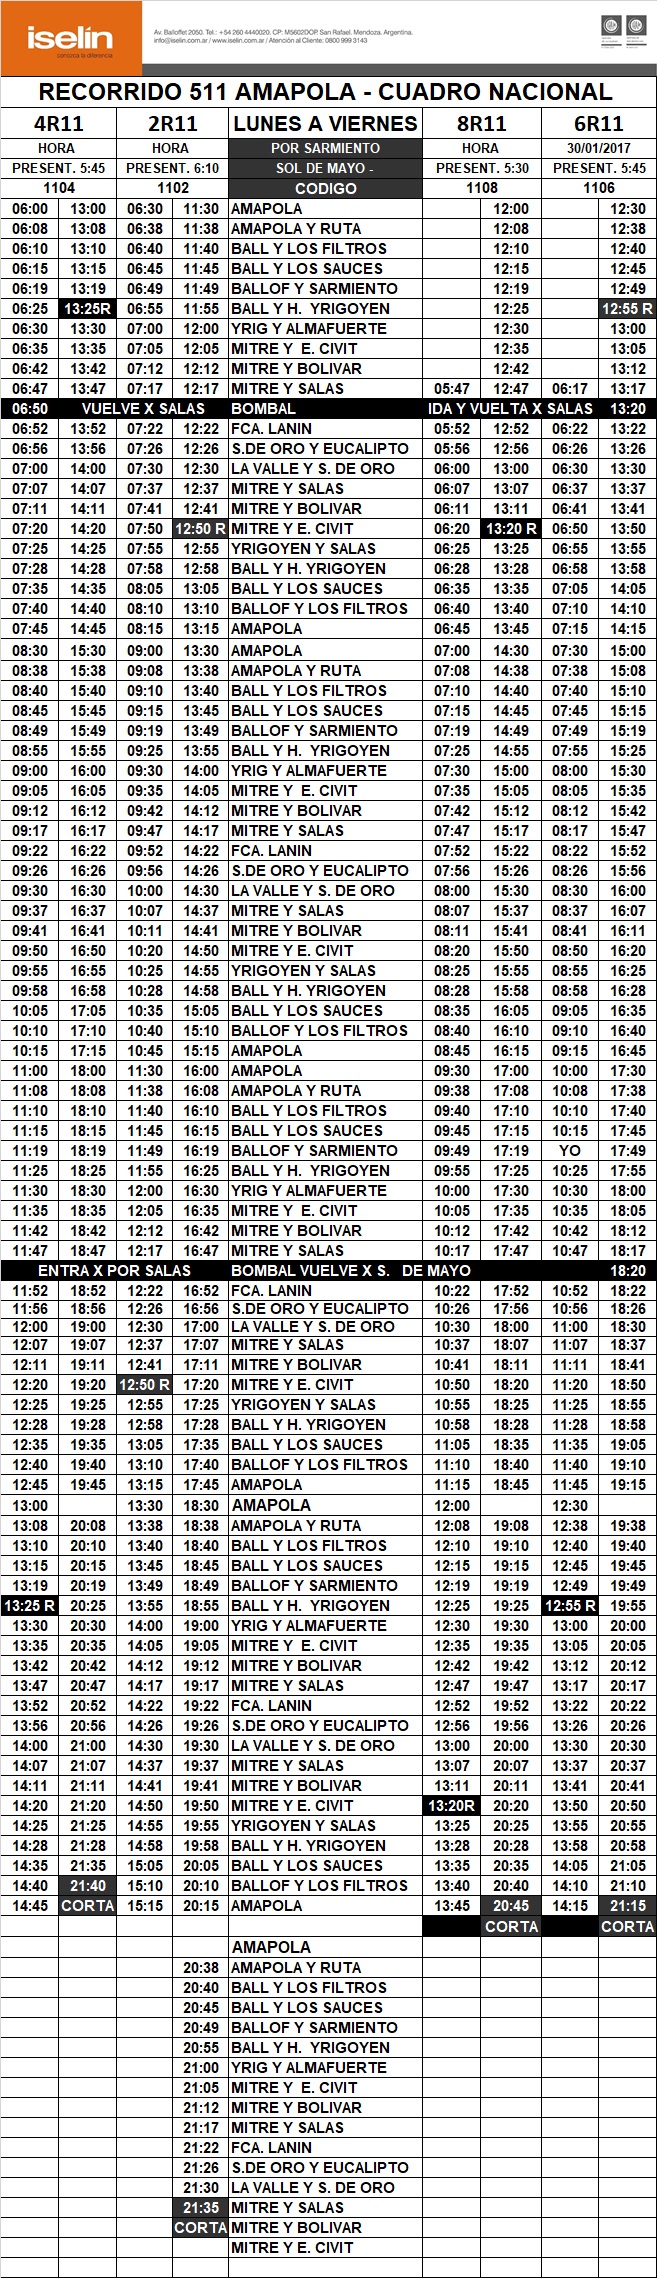 iselín
conozca la diferencia
Av. Balloffet 2050. Tel.: +54 260 4440020. CP: M5602DOP. San Rafael. Mendoza. Argentina.
info@iselin.com.ar / www.iselin.com.ar / Atención al Cliente: 0800 999 3143
RECORRIDO 511 AMAPOLA - CUADRO NACIONAL
4R11 2R11 LUNES A VIERNES 8R11 6R11
HORA HORA POR SARMIENTO HORA 30/01/2017
PRESENT. 5:45 PRESENT. 6:10 SOL DE MAYO - PRESENT. 5:30 PRESENT. 5:45
1104 1102 CODIGO 1108 1106
06:00 13:00 06:30 11:30 AMAPOLA 12:00 12:30
06:08 13:08 06:38 11:38 AMAPOLA Y RUTA 12:08 12:38
06:10 13:10 06:40 11:40 BALL Y LOS FILTROS 12:10 12:40
06:15 13:15 06:45 11:45 BALL Y LOS SAUCES 12:15 12:45
06:19 13:19 06:49 11:49 BALLOF Y SARMIENTO 12:19 12:49
06:25 13:25R 06:55 11:55 BALL Y H. YRIGOYEN 12:25 12:55 R
06:30 13:30 07:00 12:00 YRIG Y ALMAFUERTE 12:30 13:00
06:35 13:35 07:05 12:05 MITRE Y E. CIVIT 12:35 13:05
06:42 13:42 07:12 12:12 MITRE Y BOLIVAR 12:42 13:12
06:47 13:47 07:17 12:17 MITRE Y SALAS 05:47 12:47 06:17 13:17
06:50 VUELVE X SALAS BOMBAL IDA Y VUELTA X SALAS 13:20
06:52 13:52 07:22 12:22 FCA. LANIN 05:52 12:52 06:22 13:22
06:56 13:56 07:26 12:26 S.DE ORO Y EUCALIPTO 05:56 12:56 06:26 13:26
07:00 14:00 07:30 12:30 LA VALLE Y S. DE ORO 06:00 13:00 06:30 13:30
07:07 14:07 07:37 12:37 MITRE Y SALAS 06:07 13:07 06:37 13:37
07:11 14:11 07:41 12:41 MITRE Y BOLIVAR 06:11 13:11 06:41 13:41
07:20 14:20 07:50 12:50 R MITRE Y E. CIVIT 06:20 13:20 R 06:50 13:50
07:25 14:25 07:55 12:55 YRIGOYEN Y SALAS 06:25 13:25 06:55 13:55
07:28 14:28 07:58 12:58 BALL Y H. YRIGOYEN 06:28 13:28 06:58 13:58
07:35 14:35 08:05 13:05 BALL Y LOS SAUCES 06:35 13:35 07:05 14:05
07:40 14:40 08:10 13:10 BALLOF Y LOS FILTROS 06:40 13:40 07:10 14:10
07:45 14:45 08:15 13:15 AMAPOLA 06:45 13:45 07:15 14:15
08:30 15:30 09:00 13:30 AMAPOLA 07:00 14:30 07:30 15:00
08:38 15:38 09:08 13:38 AMAPOLA Y RUTA 07:08 14:38 07:38 15:08
08:40 15:40 09:10 13:40 BALL Y LOS FILTROS 07:10 14:40 07:40 15:10
08:45 15:45 09:15 13:45 BALL Y LOS SAUCES 07:15 14:45 07:45 15:15
08:49 15:49 09:19 13:49 BALLOF Y SARMIENTO 07:19 14:49 07:49 15:19
08:55 15:55 09:25 13:55 BALL Y H. YRIGOYEN 07:25 14:55 07:55 15:25
09:00 16:00 09:30 14:00 YRIG Y ALMAFUERTE 07:30 15:00 08:00 15:30
09:05 16:05 09:35 14:05 MITRE Y E. CIVIT 07:35 15:05 08:05 15:35
09:12 16:12 09:42 14:12 MITRE Y BOLIVAR 07:42 15:12 08:12 15:42
09:17 16:17 09:47 14:17 MITRE Y SALAS 07:47 15:17 08:17 15:47
09:22 16:22 09:52 14:22 FCA. LANIN 07:52 15:22 08:22 15:52
09:26 16:26 09:56 14:26 S.DE ORO Y EUCALIPTO 07:56 15:26 08:26 15:56
09:30 16:30 10:00 14:30 LA VALLE Y S. DE ORO 08:00 15:30 08:30 16:00
09:37 16:37 10:07 14:37 MITRE Y SALAS 08:07 15:37 08:37 16:07
09:41 16:41 10:11 14:41 MITRE Y BOLIVAR 08:11 15:41 08:41 16:11
09:50 16:50 10:20 14:50 MITRE Y E. CIVIT 08:20 15:50 08:50 16:20
09:55 16:55 10:25 14:55 YRIGOYEN Y SALAS 08:25 15:55 08:55 16:25
09:58 16:58 10:28 14:58 BALL Y H. YRIGOYEN 08:28 15:58 08:58 16:28
10:05 17:05 10:35 15:05 BALL Y LOS SAUCES 08:35 16:05 09:05 16:35
10:10 17:10 10:40 15:10 BALLOF Y LOS FILTROS 08:40 16:10 09:10 16:40
10:15 17:15 10:45 15:15 AMAPOLA 08:45 16:15 09:15 16:45
11:00 18:00 11:30 16:00 AMAPOLA 09:30 17:00 10:00 17:30
11:08 18:08 11:38 16:08 AMAPOLA Y RUTA 09:38 17:08 10:08 17:38
11:10 18:10 11:40 16:10 BALL Y LOS FILTROS 09:40 17:10 10:10 17:40
11:15 18:15 11:45 16:15 BALL Y LOS SAUCES 09:45 17:15 10:15 17:45
11:19 18:19 11:49 16:19 BALLOF Y SARMIENTO 09:49 17:19 YO 17:49
11:25 18:25 11:55 16:25 BALL Y H. YRIGOYEN 09:55 17:25 10:25 17:55
11:30 18:30 12:00 16:30 YRIG Y ALMAFUERTE 10:00 17:30 10:30 18:00
11:35 18:35 12:05 16:35 MITRE Y E. CIVIT 10:05 17:35 10:35 18:05
11:42 18:42 12:12 16:42 MITRE Y BOLIVAR 10:12 17:42 10:42 18:12
11:47 18:47 12:17 16:47 MITRE Y SALAS 10:17 17:47 10:47 18:17
ENTRA X POR SALAS BOMBAL VUELVE X S. DE MAYO 18:20
11:52 18:52 12:22 16:52 FCA. LANIN 10:22 17:52 10:52 18:22
11:56 18:56 12:26 16:56 S.DE ORO Y EUCALIPTO 10:26 17:56 10:56 18:26
12:00 19:00 12:30 17:00 LA VALLE Y S. DE ORO 10:30 18:00 11:00 18:30
12:07 19:07 12:37 17:07 MITRE Y SALAS 10:37 18:07 11:07 18:37
12:11 19:11 12:41 17:11 MITRE Y BOLIVAR 10:41 18:11 11:11 18:41
12:20 19:20 12:50 R 17:20 MITRE Y E. CIVIT 10:50 18:20 11:20 18:50
12:25 19:25 12:55 17:25 YRIGOYEN Y SALAS 10:55 18:25 11:25 18:55
12:28 19:28 12:58 17:28 BALL Y H. YRIGOYEN 10:58 18:28 11:28 18:58
12:35 19:35 13:05 17:35 BALL Y LOS SAUCES 11:05 18:35 11:35 19:05
12:40 19:40 13:10 17:40 BALLOF Y LOS FILTROS 11:10 18:40 11:40 19:10
12:45 19:45 13:15 17:45 AMAPOLA 11:15 18:45 11:45 19:15
13:00 13:30 18:30 AMAPOLA 12:00 12:30
13:08 20:08 13:38 18:38 AMAPOLA Y RUTA 12:08 19:08 12:38 19:38
13:10 20:10 13:40 18:40 BALL Y LOS FILTROS 12:10 19:10 12:40 19:40
13:15 20:15 13:45 18:45 BALL Y LOS SAUCES 12:15 19:15 12:45 19:45
13:19 20:19 13:49 18:49 BALLOF Y SARMIENTO 12:19 19:19 12:49 19:49
13:25 R 20:25 13:55 18:55 BALL Y H. YRIGOYEN 12:25 19:25 12:55 R 19:55
13:30 20:30 14:00 19:00 YRIG Y ALMAFUERTE 12:30 19:30 13:00 20:00
13:35 20:35 14:05 19:05 MITRE Y E. CIVIT 12:35 19:35 13:05 20:05
13:42 20:42 14:12 19:12 MITRE Y BOLIVAR 12:42 19:42 13:12 20:12
13:47 20:47 14:17 19:17 MITRE Y SALAS 12:47 19:47 13:17 20:17
13:52 20:52 14:22 19:22 FCA. LANIN 12:52 19:52 13:22 20:22
13:56 20:56 14:26 19:26 S.DE ORO Y EUCALIPTO 12:56 19:56 13:26 20:26
14:00 21:00 14:30 19:30 LA VALLE Y S. DE ORO 13:00 20:00 13:30 20:30
14:07 21:07 14:37 19:37 MITRE Y SALAS 13:07 20:07 13:37 20:37
14:11 21:11 14:41 19:41 MITRE Y BOLIVAR 13:11 20:11 13:41 20:41
14:20 21:20 14:50 19:50 MITRE Y E. CIVIT 13:20R 20:20 13:50 20:50
14:25 21:25 14:55 19:55 YRIGOYEN Y SALAS 13:25 20:25 13:55 20:55
14:28 21:28 14:58 19:58 BALL Y H. YRIGOYEN 13:28 20:28 13:58 20:58
14:35 21:35 15:05 20:05 BALL Y LOS SAUCES 13:35 20:35 14:05 21:05
14:40 21:40 15:10 20:10 BALLOF Y LOS FILTROS 13:40 20:40 14:10 21:10
14:45 CORTA 15:15 20:15 AMAPOLA 13:45 20:45 14:15 21:15
CORTA CORTA
AMAPOLA
20:38 AMAPOLA Y RUTA
20:40 BALL Y LOS FILTROS
20:45 BALL Y LOS SAUCES
20:49 BALLOF Y SARMIENTO
20:55 BALL Y H. YRIGOYEN
21:00 YRIG Y ALMAFUERTE
21:05 MITRE Y E. CIVIT
21:12 MITRE Y BOLIVAR
21:17 MITRE Y SALAS
21:22 FCA. LANIN
21:26 S.DE ORO Y EUCALIPTO
21:30 LA VALLE Y S. DE ORO
21:35 MITRE Y SALAS
CORTA MITRE Y BOLIVAR
MITRE Y E. CIVIT